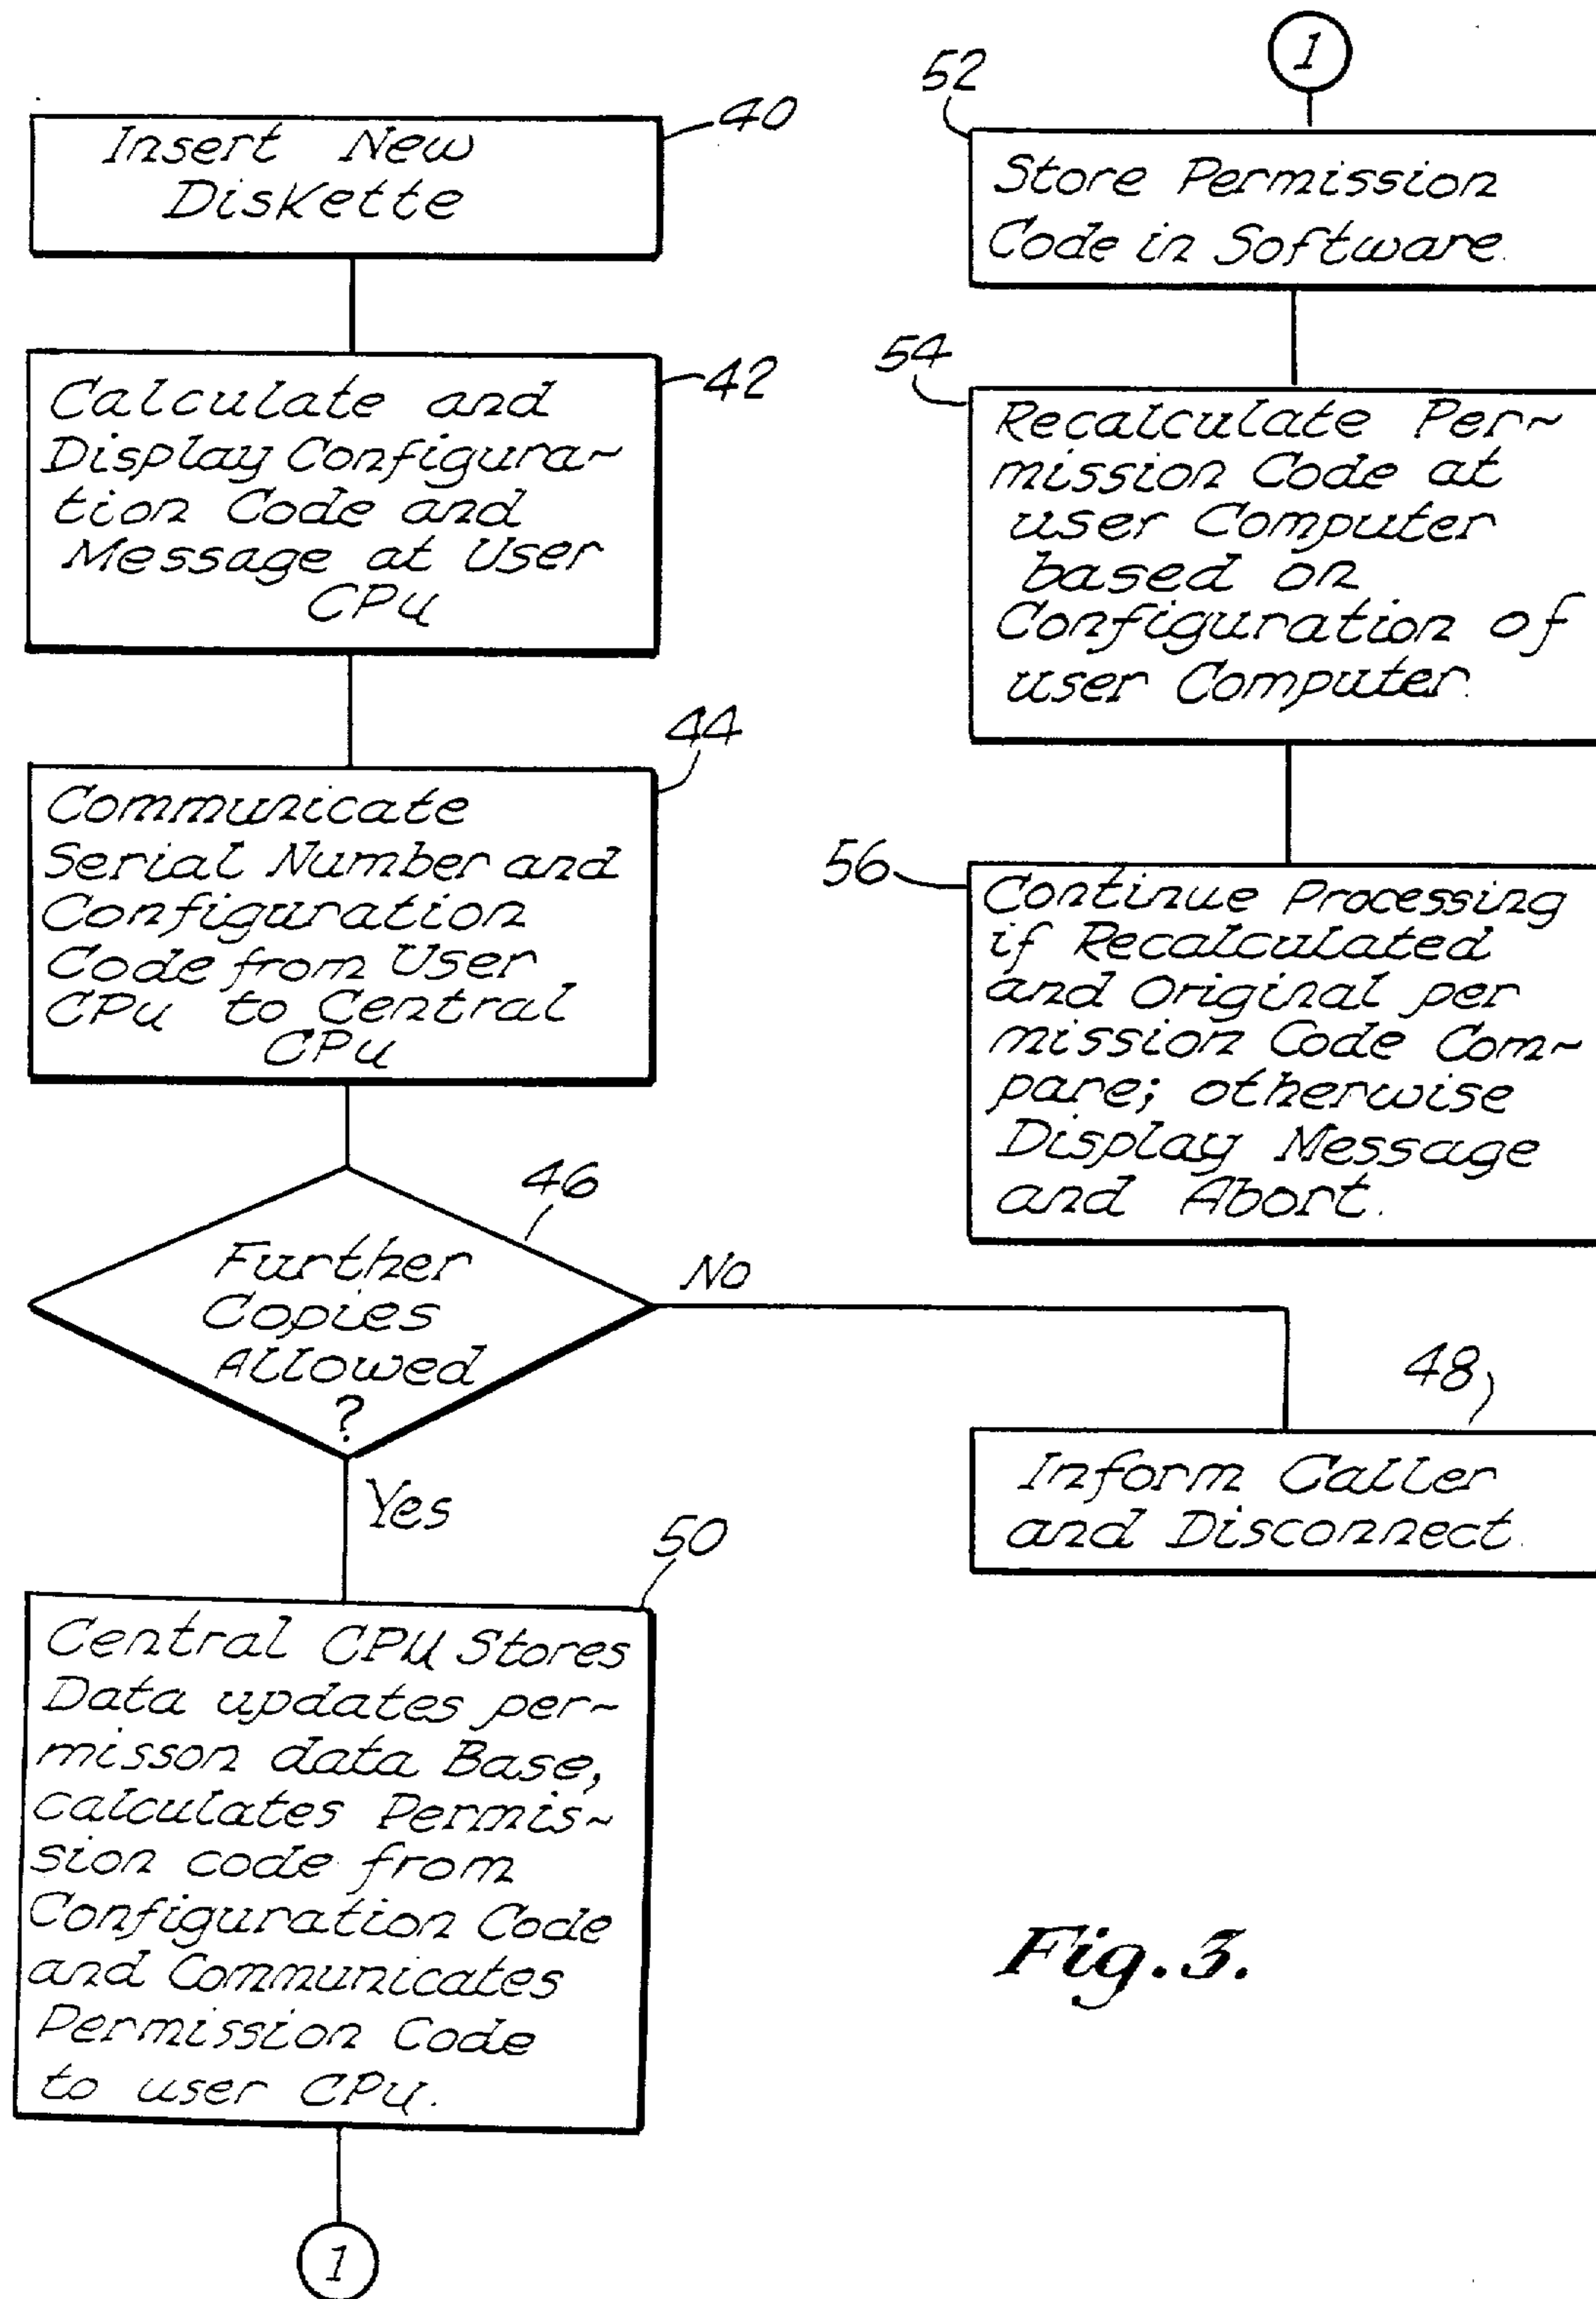 40
Insert New
Diskette
42
Calculate and
Display Configura~
tion Code and
Message at User
CPU
44
Communicate
Serial Number and
Configuration
Code from User
CPU to Central
CPU
46
Further
Copies
Allowed
?
No
Yes
48
Inform Caller
and Disconnect.
50
Central CPU Stores
Data updates per~
misson data Base,
calculates Permis~
sion code from
Configuration Code
and Communicates
Permission Code
to user CPU.
1
1
52
Store Permission
Code in Software.
54
Recalculate Per~
mission Code at
user Computer
based on
Configuration of
user Computer.
56
Continue Processing
if Recalculated
and Original per
mission Code Com~
pare; otherwise
Display Message
and Abort.
Fig. 3.